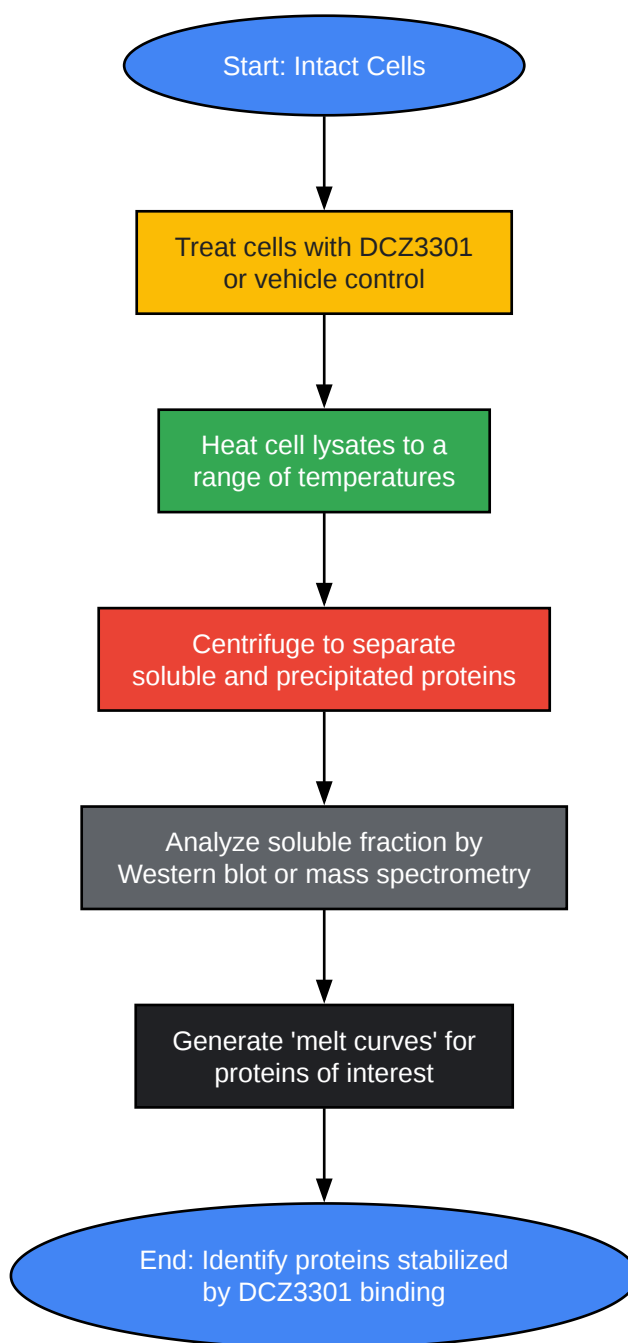 Start: Intact Cells
Treat cells with DCZ3301
or vehicle control
Heat cell lysates to a
range of temperatures
Centrifuge to separate
soluble and precipitated proteins
Analyze soluble fraction by
Western blot or mass spectrometry
Generate 'melt curves' for
proteins of interest
End: Identify proteins stabilized
by DCZ3301 binding